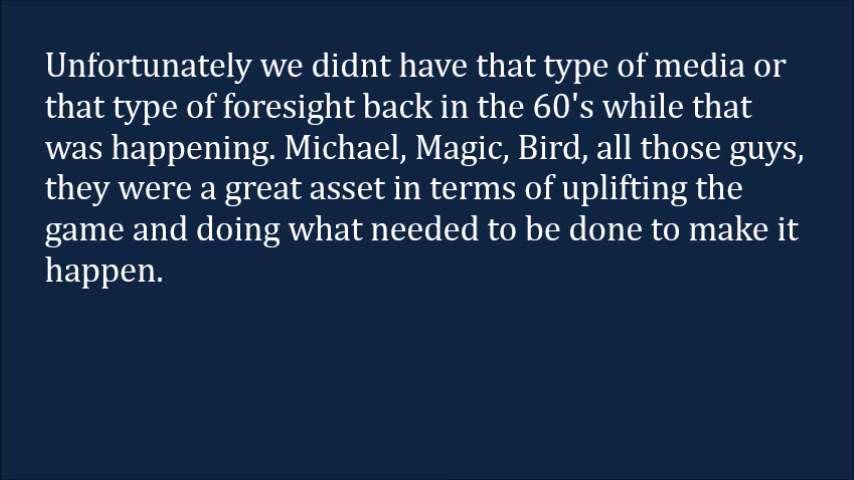 Unfortunately we didnt have that type of media or
that type of foresight back in the 60's while that
was happening. Michael, Magic, Bird, all those guys,
they were a great asset in terms of uplifting the
game and doing what needed to be done to make it
happen.